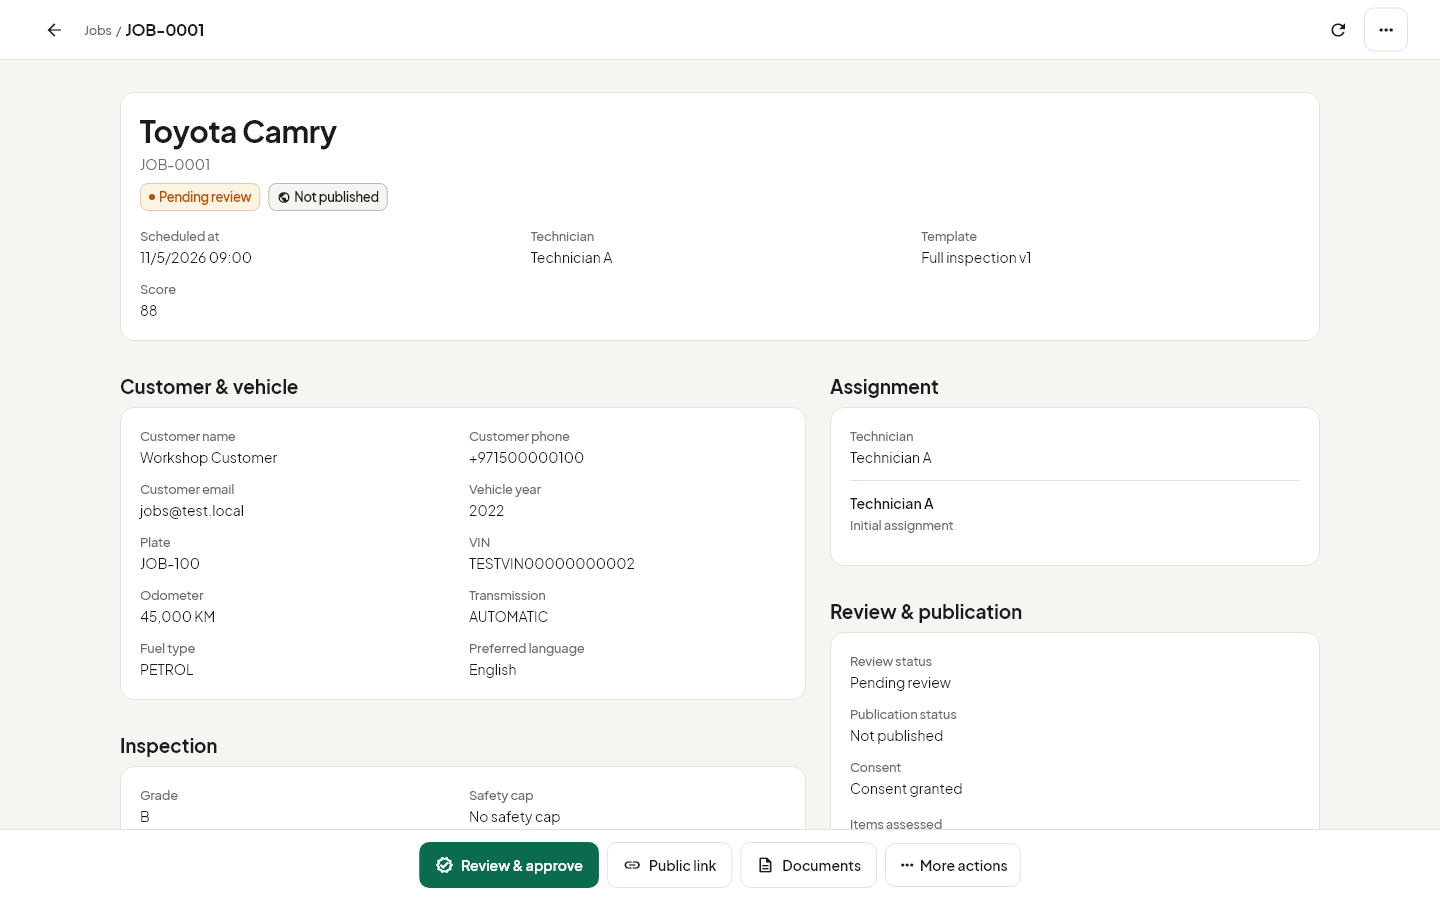 Jobs / JOB-0001
Toyota Camry
JOB-0001
Pending review
Not published
Scheduled at
11/5/2026 09:00
Technician
Technician A
Template
Full inspection v1
Score
88
Customer & vehicle
Customer name
Workshop Customer
Customer phone
+971500000100
Customer email
jobs@test.local
Vehicle year
2022
Plate
JOB-100
VIN
TESTVIN00000000002
Odometer
45,000 KM
Transmission
AUTOMATIC
Fuel type
PETROL
Preferred language
English
Inspection
Grade
B
Safety cap
No safety cap
Assignment
Technician
Technician A
Technician A
Initial assignment
Review & publication
Review status
Pending review
Publication status
Not published
Consent
Consent granted
Items assessed
Review & approve
Public link
Documents
More actions